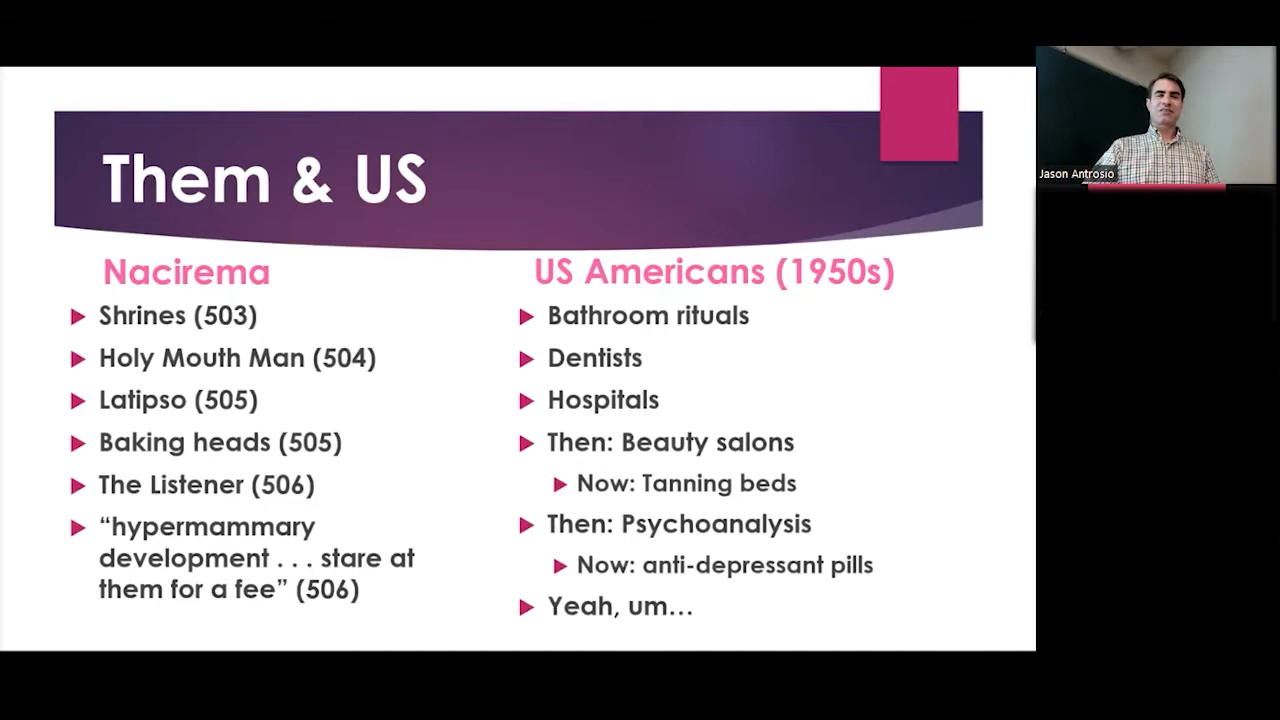 Them & US
Nacirema
Shrines (503)
Holy Mouth Man (504)
Latipso (505)
Baking heads (505)
The Listener (506)
“hypermammary
development . . . stare at
them for a fee” (506)
US Americans (1950s)
Bathroom rituals
Dentists
Hospitals
Then: Beauty salons
Now: Tanning beds
Then: Psychoanalysis
Now: anti-depressant pills
Yeah, um…
Jason Antrosio